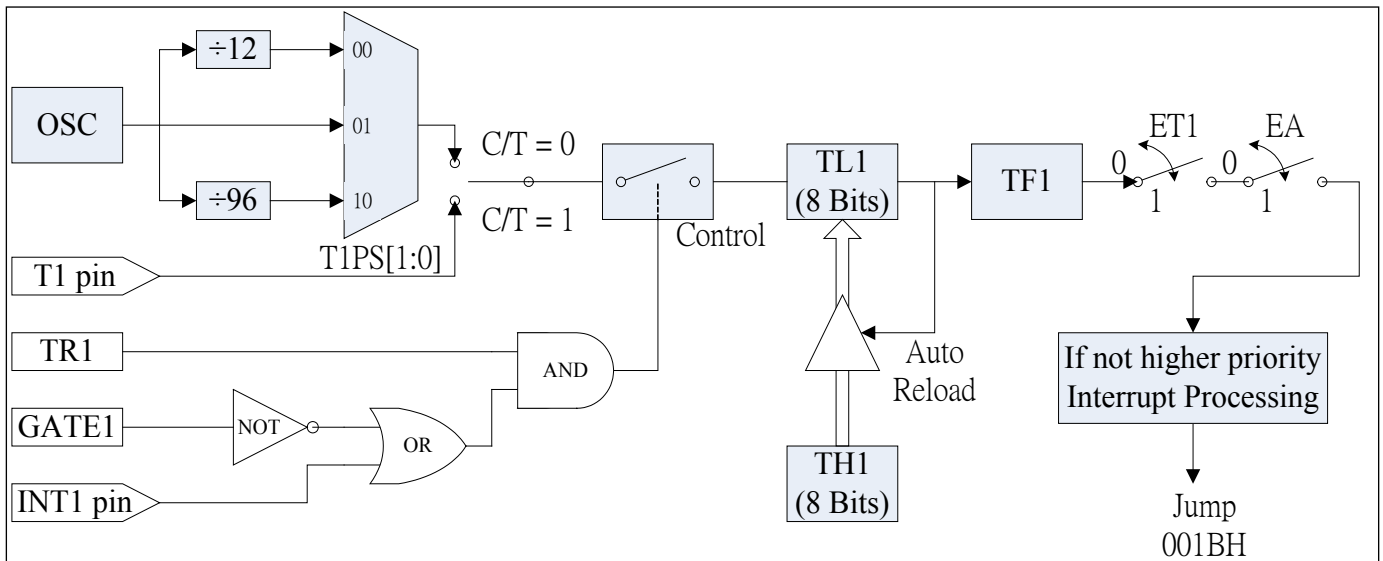 ÷12
00
OSC
01
÷96
10
T1PS[1:0]
C/T = 0
C/T = 1
T1 pin
TR1
GATE1
INT1 pin
NOT
OR
AND
Control
TL1
(8 Bits)
Auto
Reload
TH1
(8 Bits)
TF1
ET1
0
1
EA
0
1
If not higher priority
Interrupt Processing
Jump
001BH